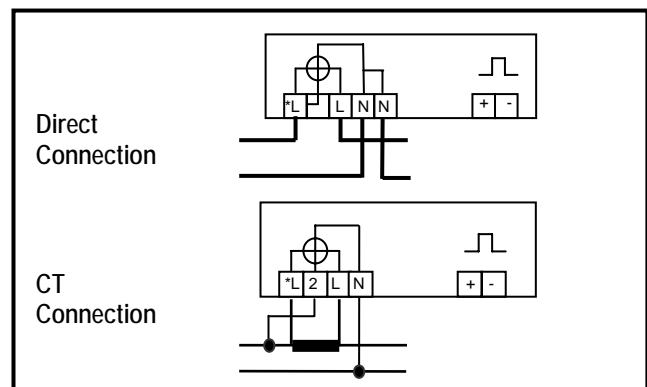 Direct
Connection
*L L N N
+ -
CT
Connection
*L 2 L N
+ -